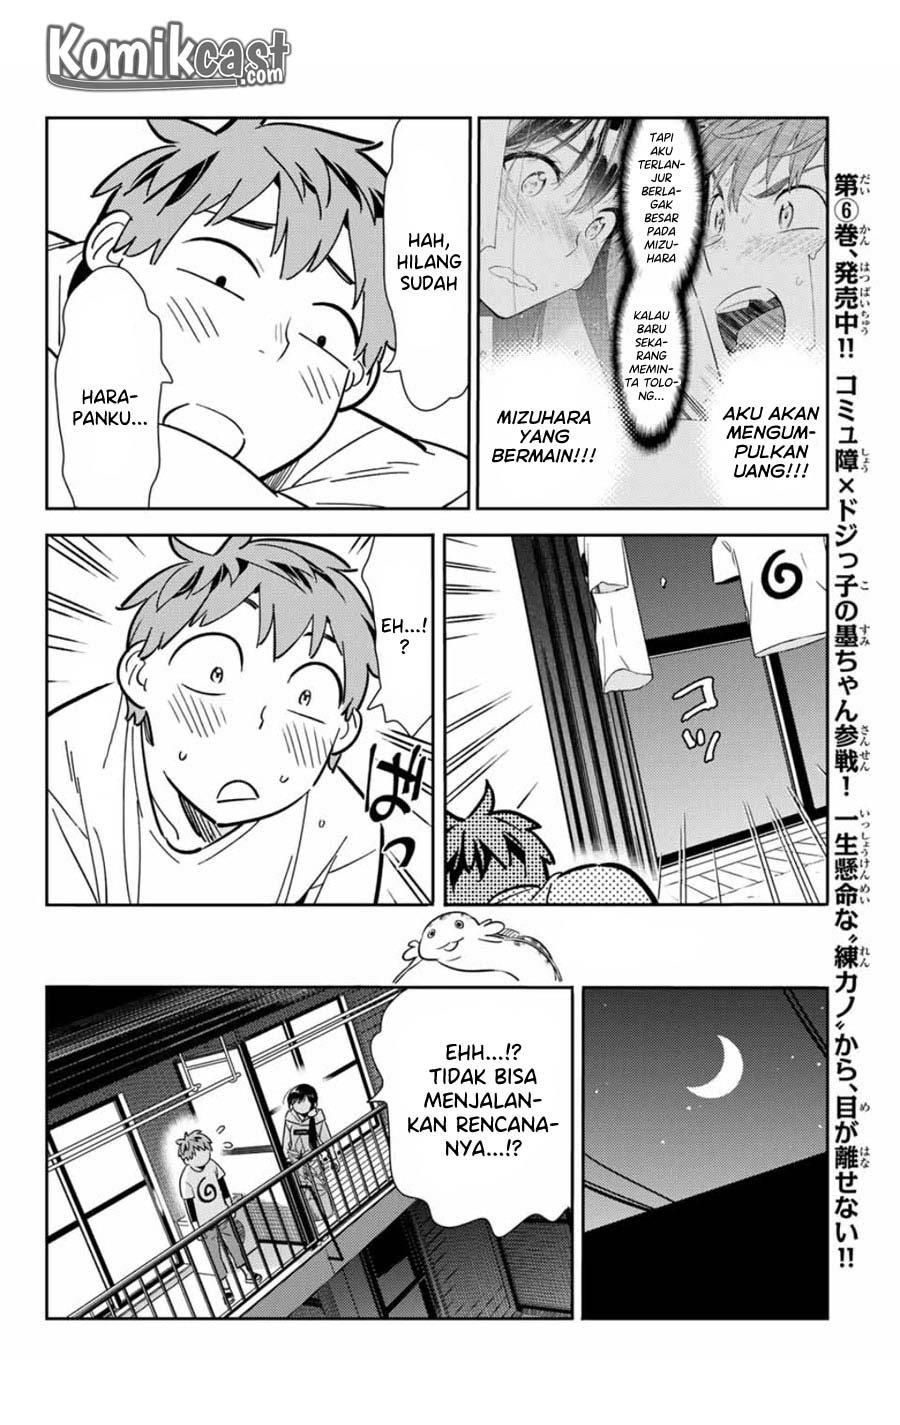 Komikcast
.com
TAPI
AKU
TERLAN-
JUR
BERLA-
GAK
BESAR
PADA
MIZU-
HARA
KALAU
BARU
SEKA-
RANG
MEMIN-
TA TOLO-
NG...
AKU AKAN
MENGUM-
PULKAN
UANG!!!
MIZUHARA
YANG
BERMAIN!!!
HAH,
HILANG
SUDAH
HARA-
PANKU...
コツ
EH...!
?
ばっ
EHH...!?
TIDAK BISA
MENJALAN-
KAN RENCANA-
NYA...!?
第⑥巻、発売中!! コミュ障×ドジっ子の墨ちゃん参戦! 一生懸命な〝練カノ〟から、目が離せない!!